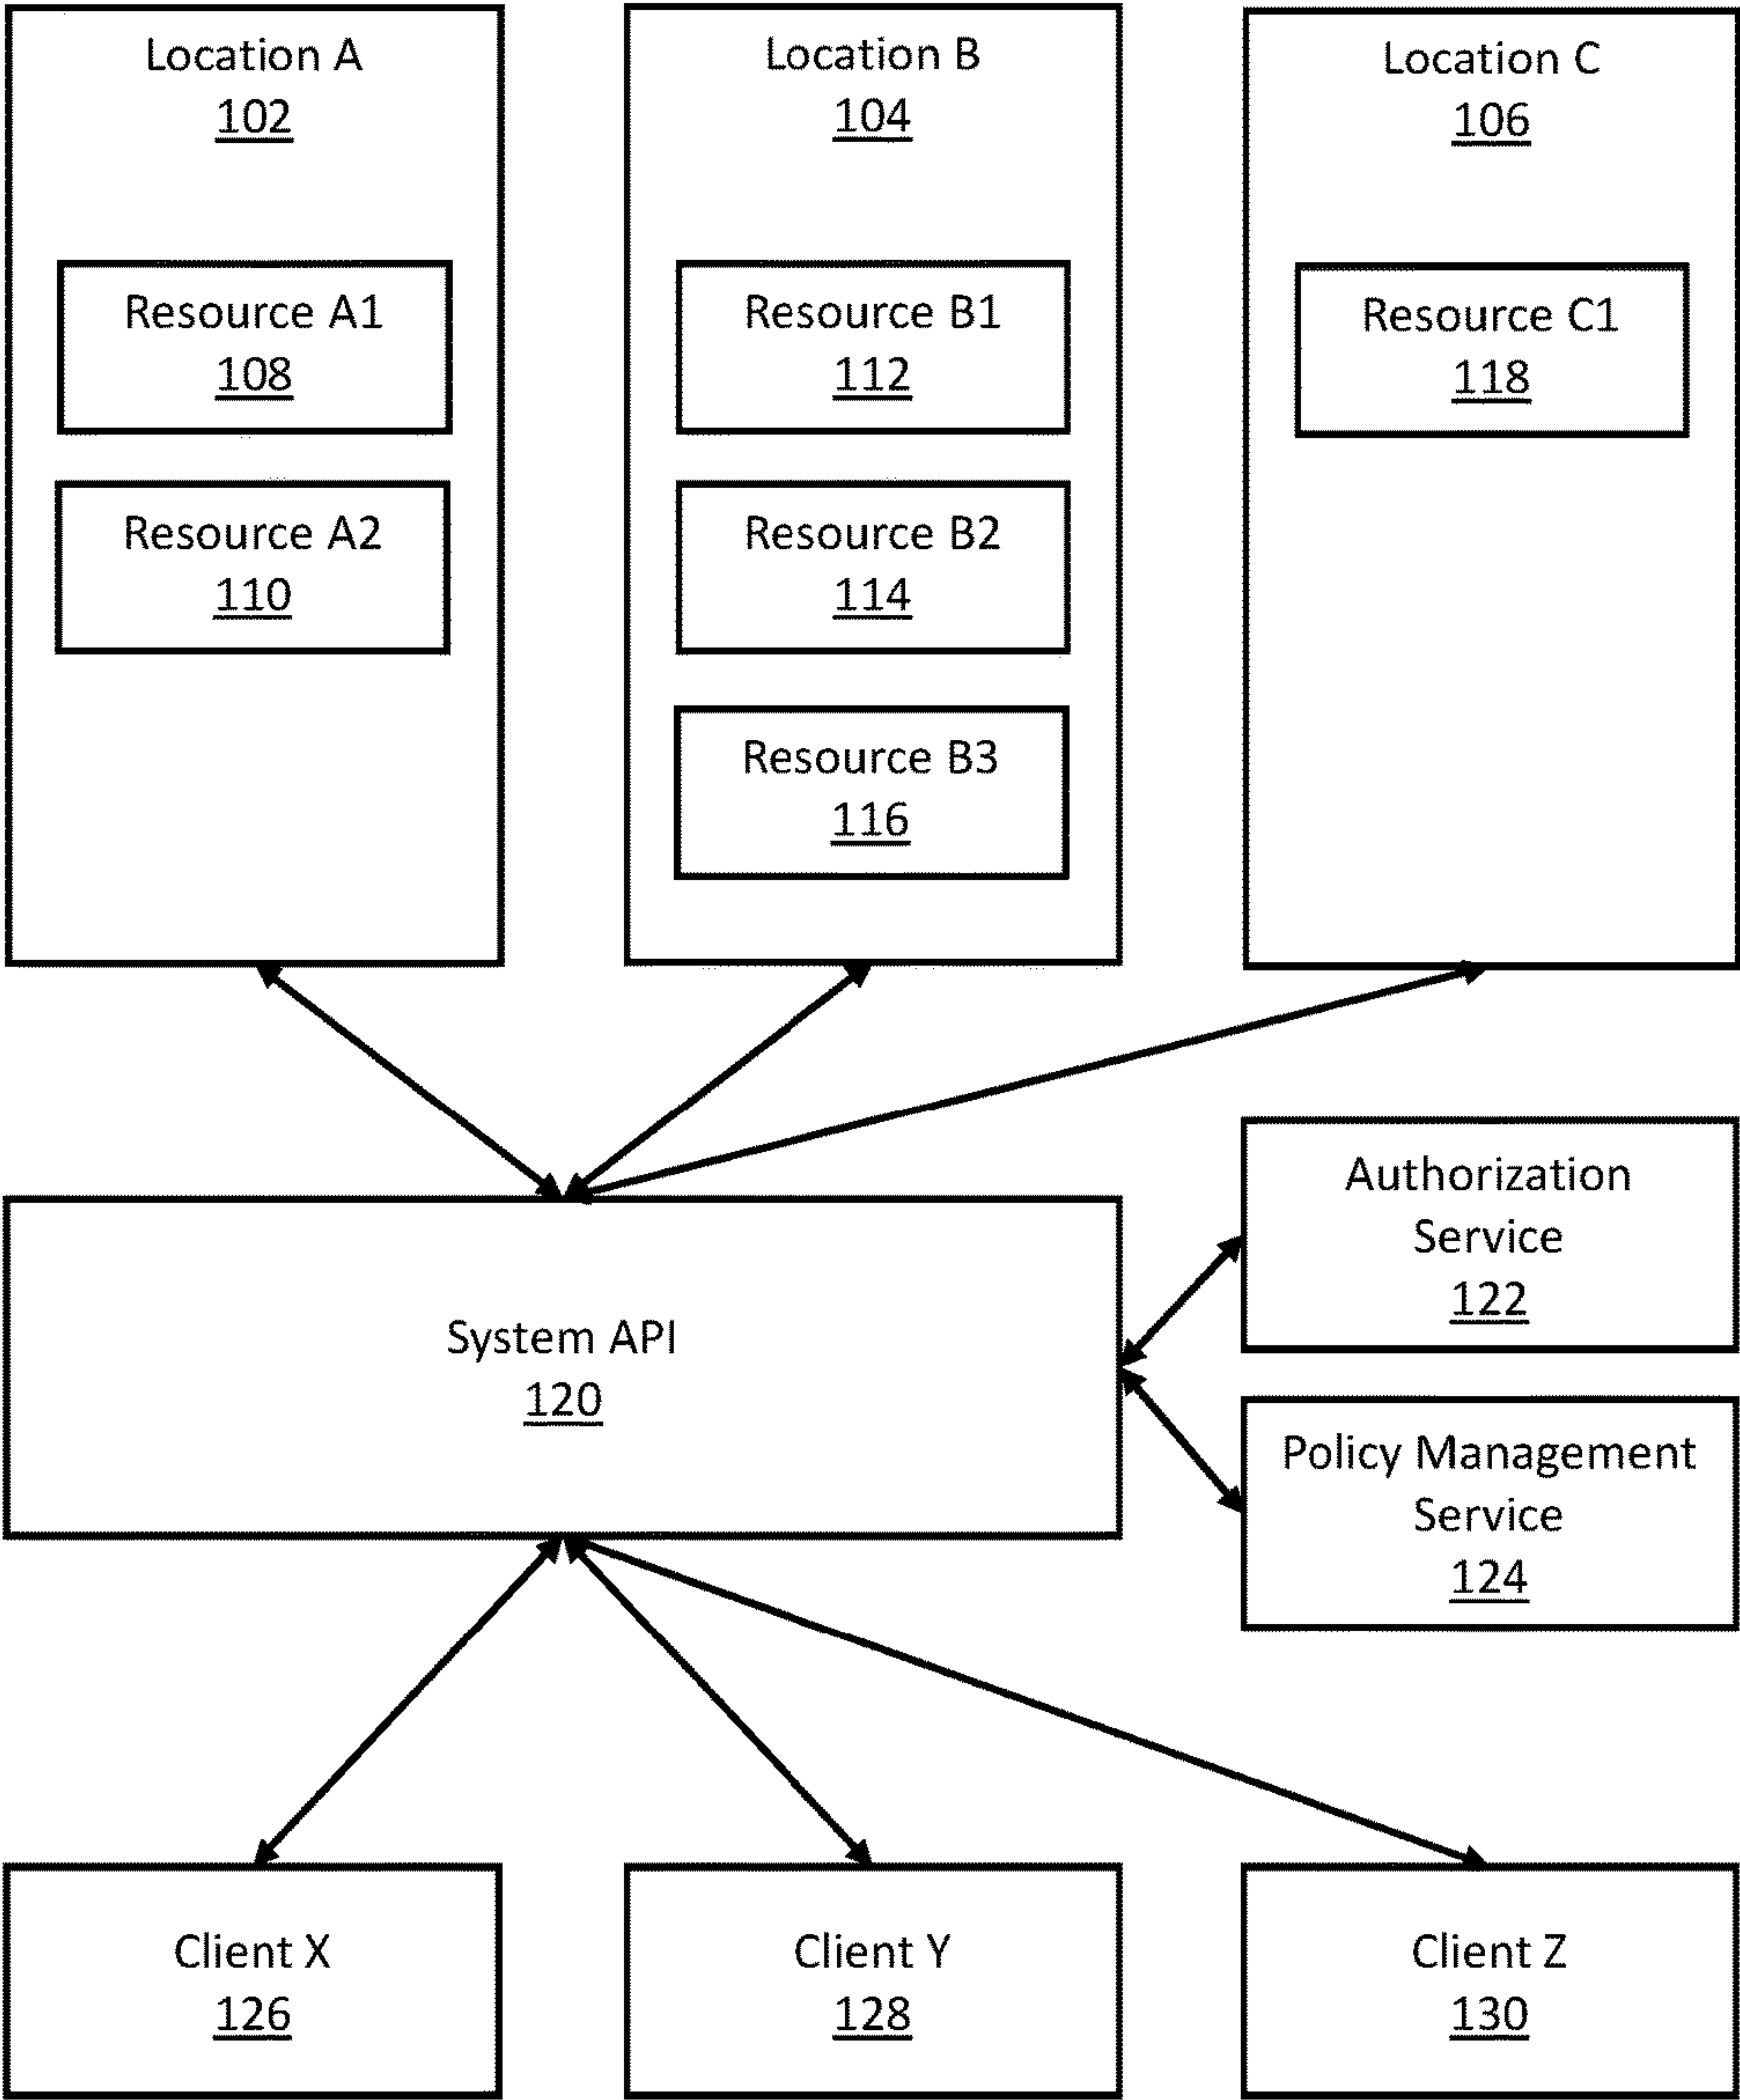 Location A
102
Resource A1
108
Resource A2
110
Location B
104
Resource B1
112
Resource B2
114
Resource B3
116
Location C
106
Resource C1
118
System API
120
Authorization
Service
122
Policy Management
Service
124
Client X
126
Client Y
128
Client Z
130